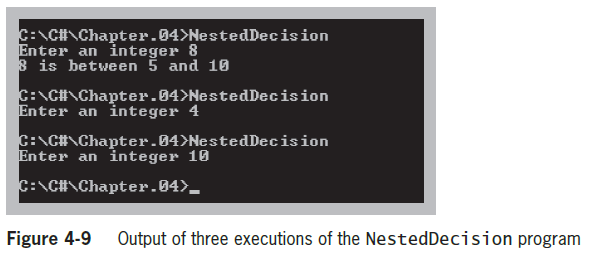 C:\C#\Chapter.04>NestedDecision
Enter an integer 8
8 is between 5 and 10
C:\C#\Chapter.04>NestedDecision
Enter an integer 4
C:\C#\Chapter.04>NestedDecision
Enter an integer 10
C:\C#\Chapter.04>_
Figure 4-9 Output of three executions of the NestedDecision program